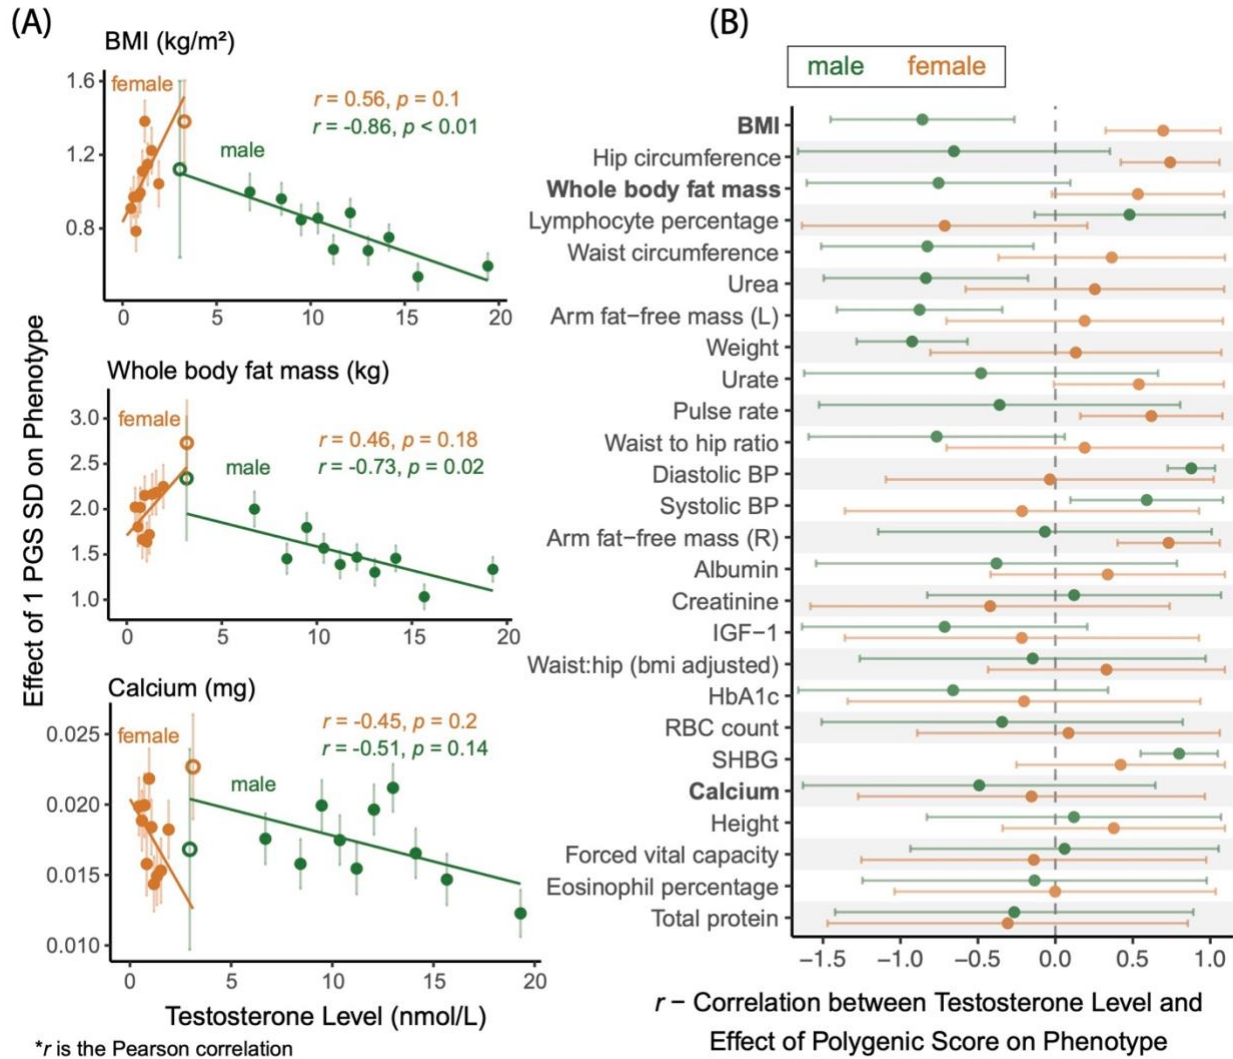 (A)
BMI (kg/m²)
1.6
1.2
0.8
female
r = 0.56, p = 0.1
r = -0.86, p < 0.01
male
0 5 10 15 20
Whole body fat mass (kg)
3.0
2.5
2.0
1.5
1.0
female
r = 0.46, p = 0.18
r = -0.73, p = 0.02
male
0 5 10 15 20
Calcium (mg)
0.025
0.020
0.015
0.010
female
r = -0.45, p = 0.2
r = -0.51, p = 0.14
male
0 5 10 15 20
Effect of 1 PGS SD on Phenotype
Testosterone Level (nmol/L)
*r is the Pearson correlation
(B)
male female
BMI
Hip circumference
Whole body fat mass
Lymphocyte percentage
Waist circumference
Urea
Arm fat−free mass (L)
Weight
Urate
Pulse rate
Waist to hip ratio
Diastolic BP
Systolic BP
Arm fat−free mass (R)
Albumin
Creatinine
IGF−1
Waist:hip (bmi adjusted)
HbA1c
RBC count
SHBG
Calcium
Height
Forced vital capacity
Eosinophil percentage
Total protein
−1.5 −1.0 −0.5 0.0 0.5 1.0
r − Correlation between Testosterone Level and
Effect of Polygenic Score on Phenotype